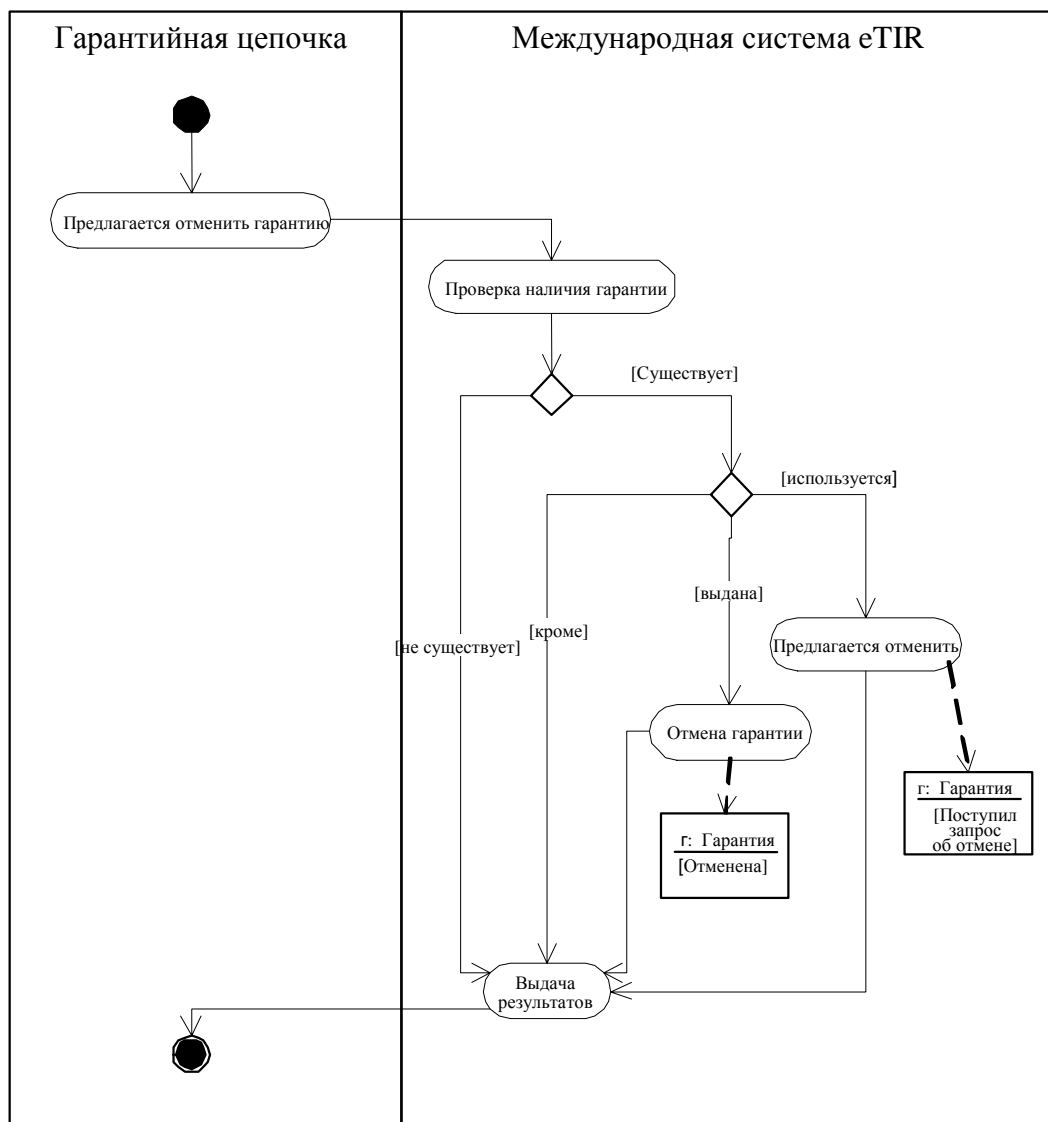 Гарантийная цепочка
Международная система eTIR
Предлагается отменить гарантию
Проверка наличия гарантии
[Существует]
[используется]
[выдана]
[кроме]
[не существует]
Предлагается отменить
Отмена гарантии
г: Гарантия
[Поступил
запрос
об отмене]
г: Гарантия
[Отменена]
Выдача
результатов